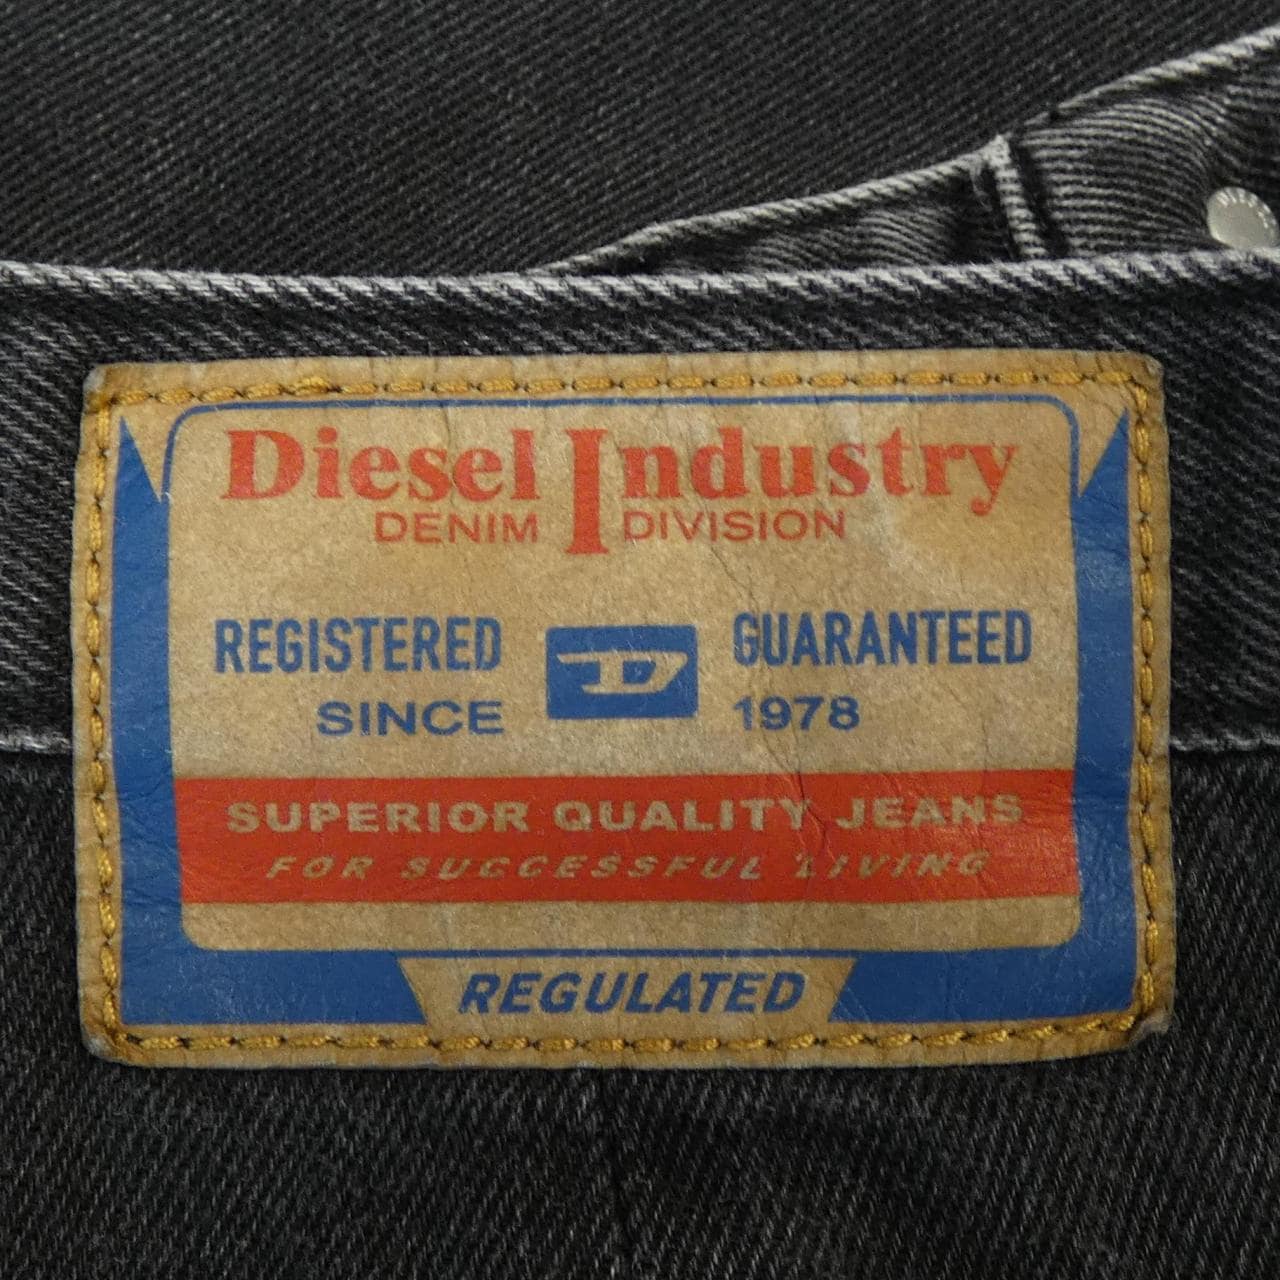 Diesel Industry
DENIM DIVISION
REGISTERED D GUARANTEED
SINCE 1978
SUPERIOR QUALITY JEANS
FOR SUCCESSFUL LIVING
REGULATED